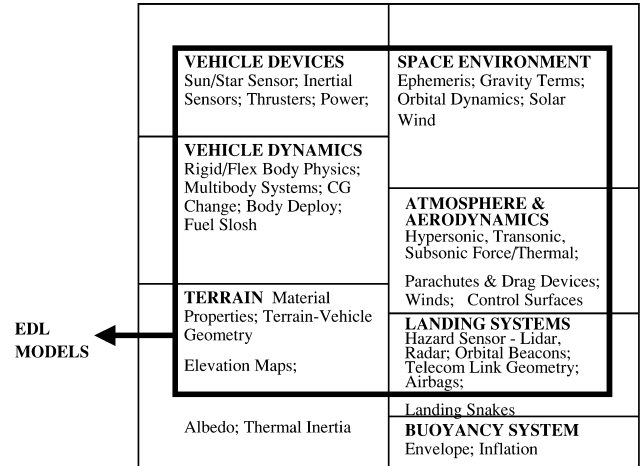 VEHICLE DEVICES
Sun/Star Sensor; Inertial
Sensors; Thrusters; Power;
VEHICLE DYNAMICS
Rigid/Flex Body Physics;
Multibody Systems; CG
Change; Body Deploy;
Fuel Slosh
TERRAIN Material
Properties; Terrain-Vehicle
Geometry
Elevation Maps;
Albedo; Thermal Inertia
SPACE ENVIRONMENT
Ephemeris; Gravity Terms;
Orbital Dynamics; Solar
Wind
ATMOSPHERE &
AERODYNAMICS
Hypersonic, Transonic,
Subsonic Force/Thermal;
Parachutes & Drag Devices;
Winds; Control Surfaces
LANDING SYSTEMS
Hazard Sensor - Lidar,
Radar; Orbital Beacons;
Telecom Link Geometry;
Airbags;
Landing Snakes
BUOYANCY SYSTEM
Envelope; Inflation
EDL
MODELS